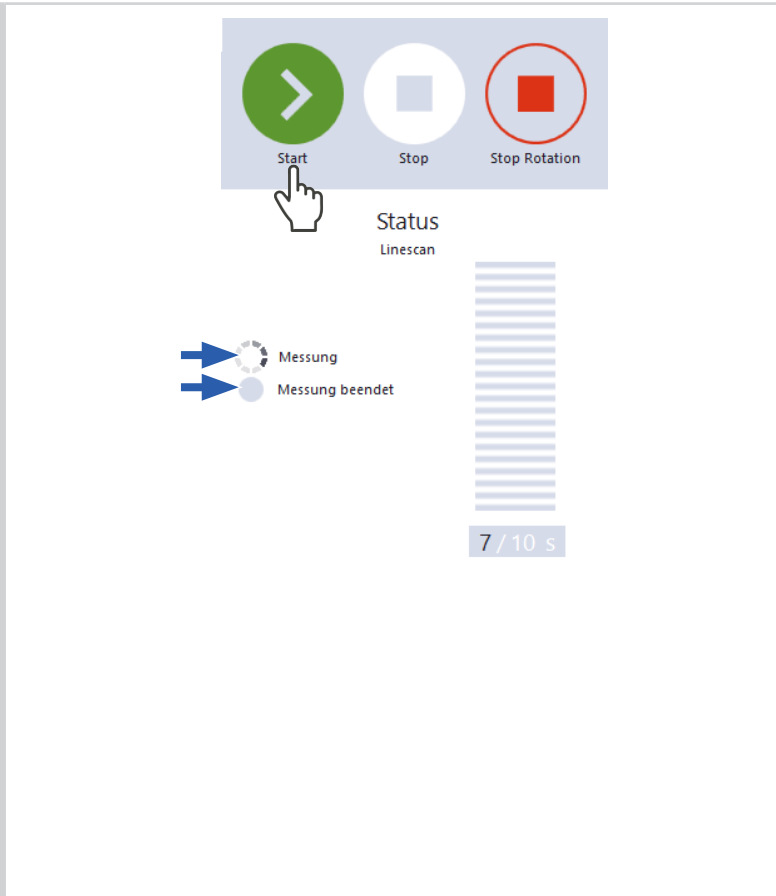 Start Stop Stop Rotation
Status
Linescan
Messung
Messung beendet
7 / 10 s